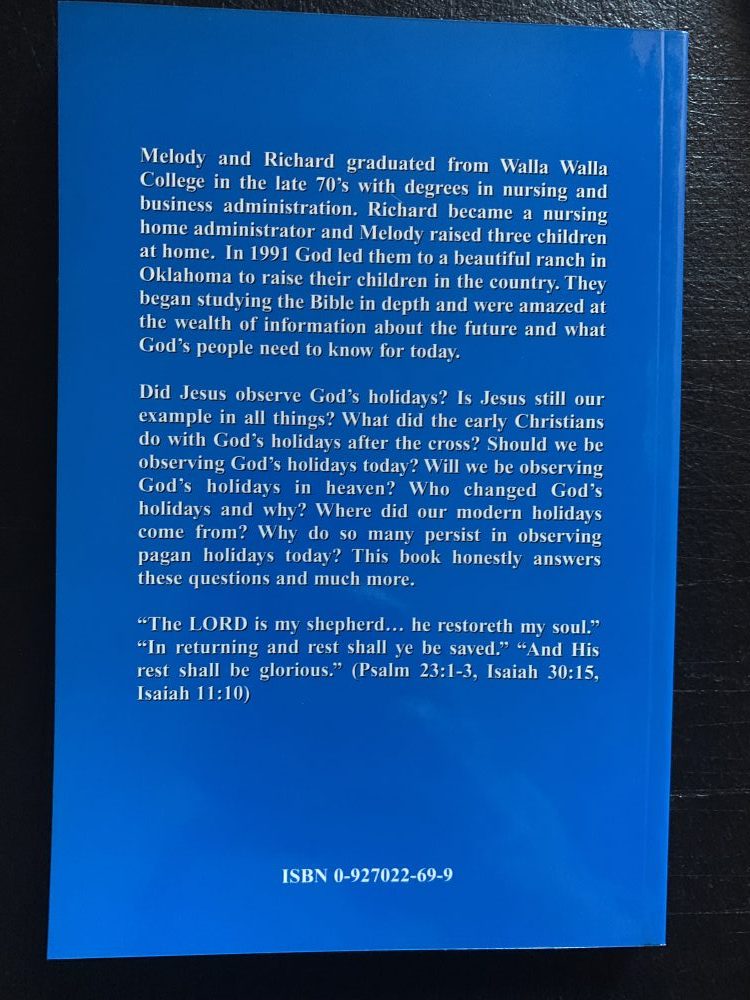 Melody and Richard graduated from Walla Walla
College in the late 70's with degrees in nursing and
business administration. Richard became a nursing
home administrator and Melody raised three children
at home. In 1991 God led them to a beautiful ranch in
Oklahoma to raise their children in the country. They
began studying the Bible in depth and were amazed at
the wealth of information about the future and what
God's people need to know for today.
Did Jesus observe God's holidays? Is Jesus still our
example in all things? What did the early Christians
do with God's holidays after the cross? Should we be
observing God's holidays today? Will we be observing
God's holidays in heaven? Who changed God's
holidays and why? Where did our modern holidays
come from? Why do so many persist in observing
pagan holidays today? This book honestly answers
these questions and much more.
“The LORD is my shepherd… he restoreth my soul.”
“In returning and rest shall ye be saved.” “And His
rest shall be glorious.” (Psalm 23:1-3, Isaiah 30:15,
Isaiah 11:10)
ISBN 0-927022-69-9